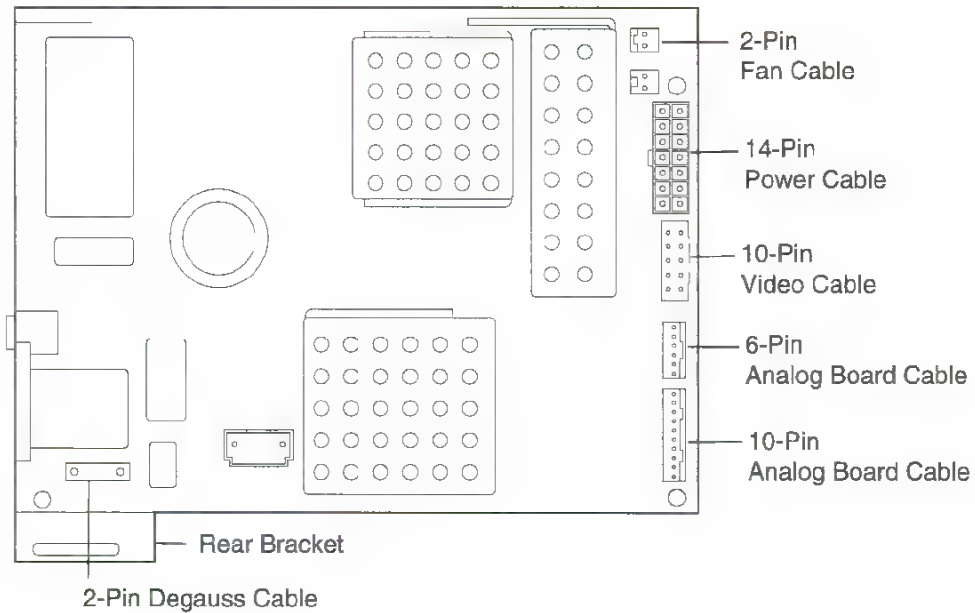 2-Pin
Fan Cable
14-Pin
Power Cable
10-Pin
Video Cable
6-Pin
Analog Board Cable
10-Pin
Analog Board Cable
Rear Bracket
2-Pin Degauss Cable